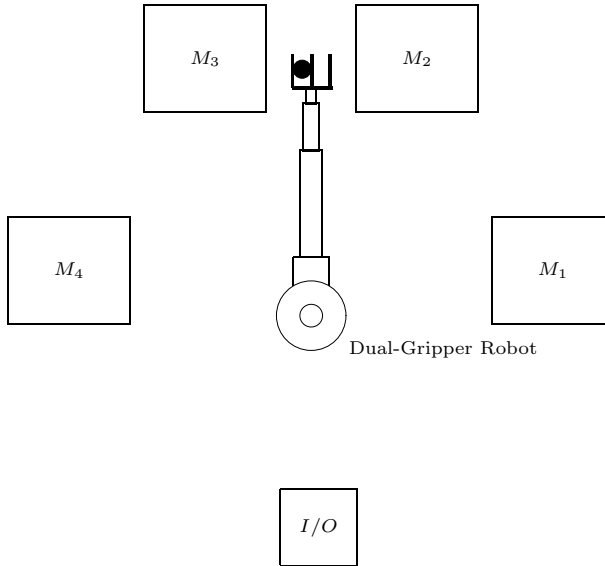 M₃
M₂
M₄
M₁
Dual-Gripper Robot
I/O